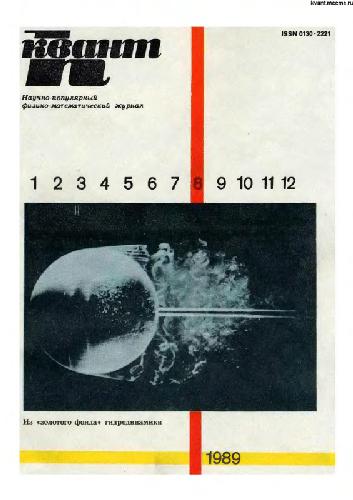 kvant.mccme.ru
ISSN 0130-2221
квант
Научно-популярный
физико-математический журнал
1 2 3 4 5 6 7 8 9 10 11 12
Из «золотого фонда» гидродинамики
1989